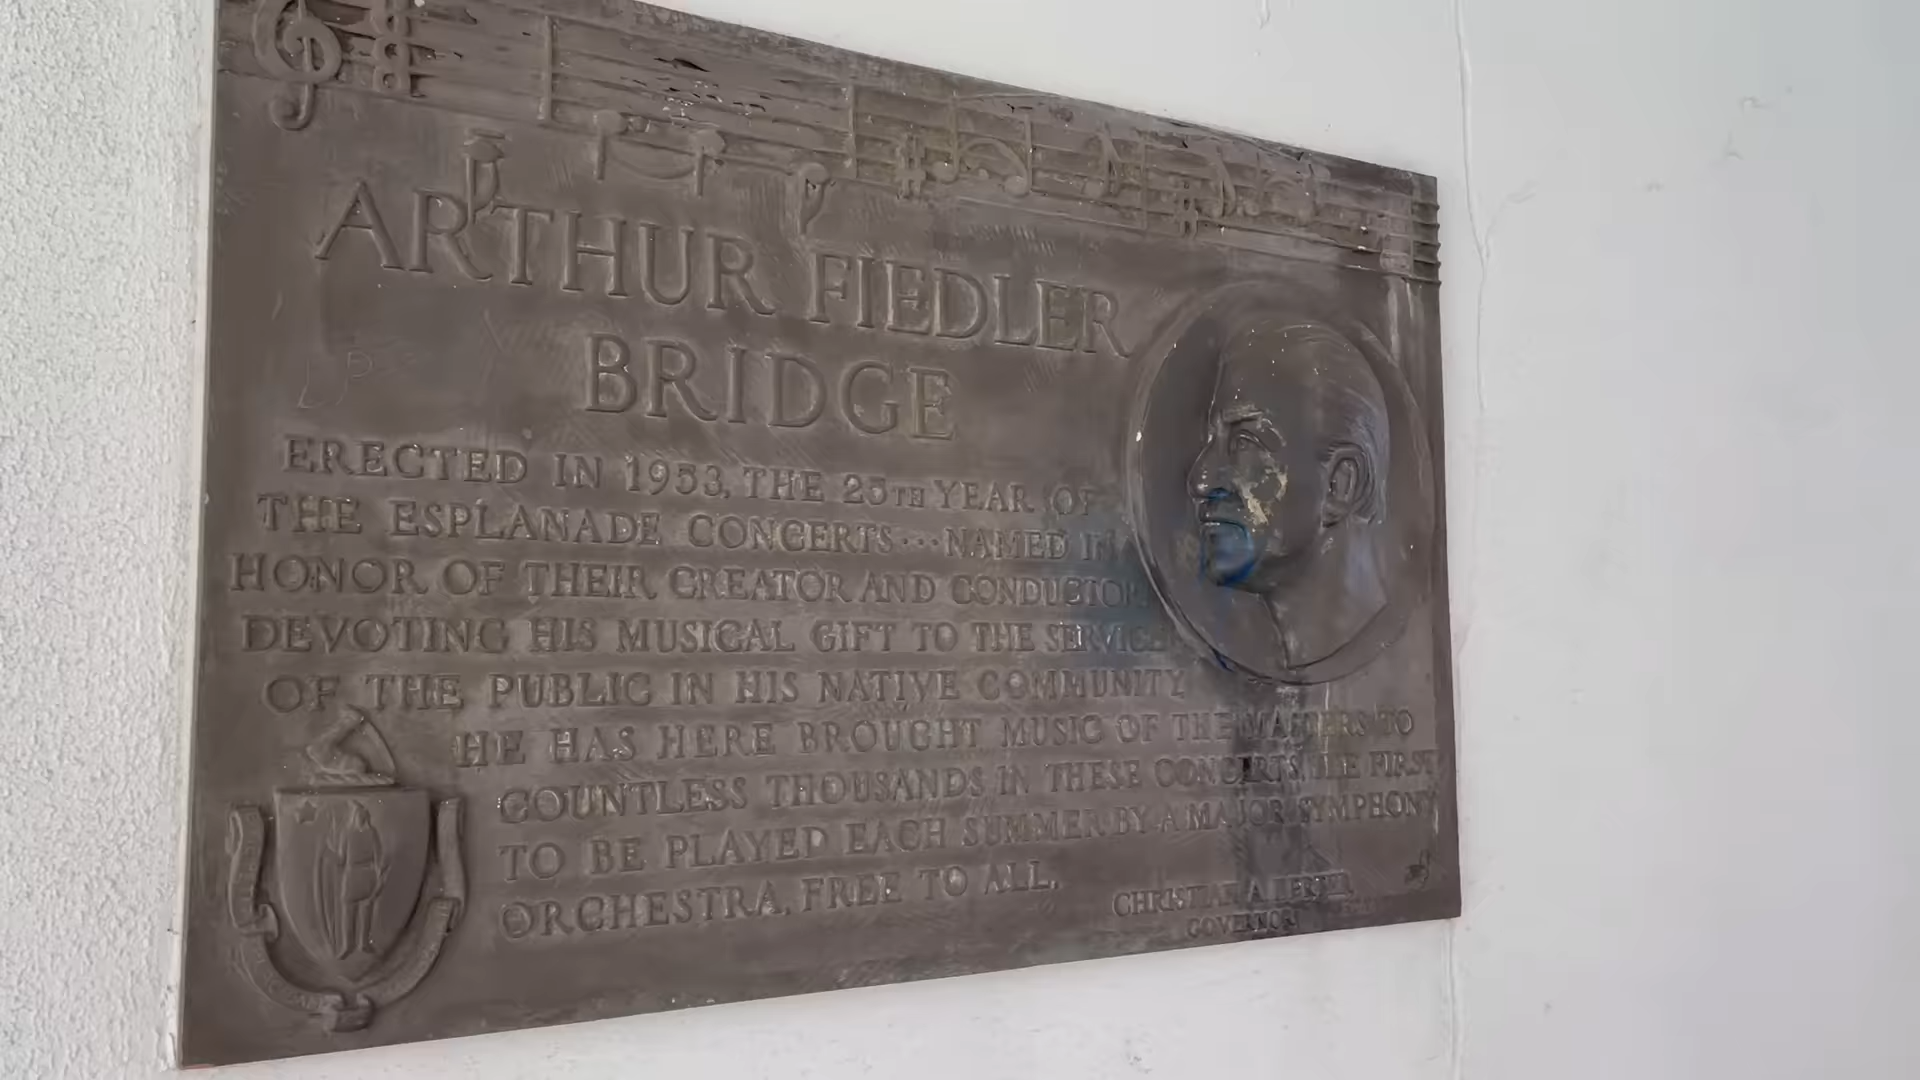 ARTHUR FIEDLER
BRIDGE
ERECTED IN 1953, THE 25TH YEAR OF
THE ESPLANADE CONCERTS··· NAMED IN
HONOR OF THEIR CREATOR AND CONDUCTOR
DEVOTING HIS MUSICAL GIFT TO THE SERVICE
OF THE PUBLIC IN HIS NATIVE COMMUNITY
HE HAS HERE BROUGHT MUSIC OF THE MASTERS TO
COUNTLESS THOUSANDS IN THESE CONCERTS, THE FIRST
TO BE PLAYED EACH SUMMER BY A MAJOR SYMPHONY
ORCHESTRA, FREE TO ALL.
CHRISTIAN A. HERTER
GOVERNOR